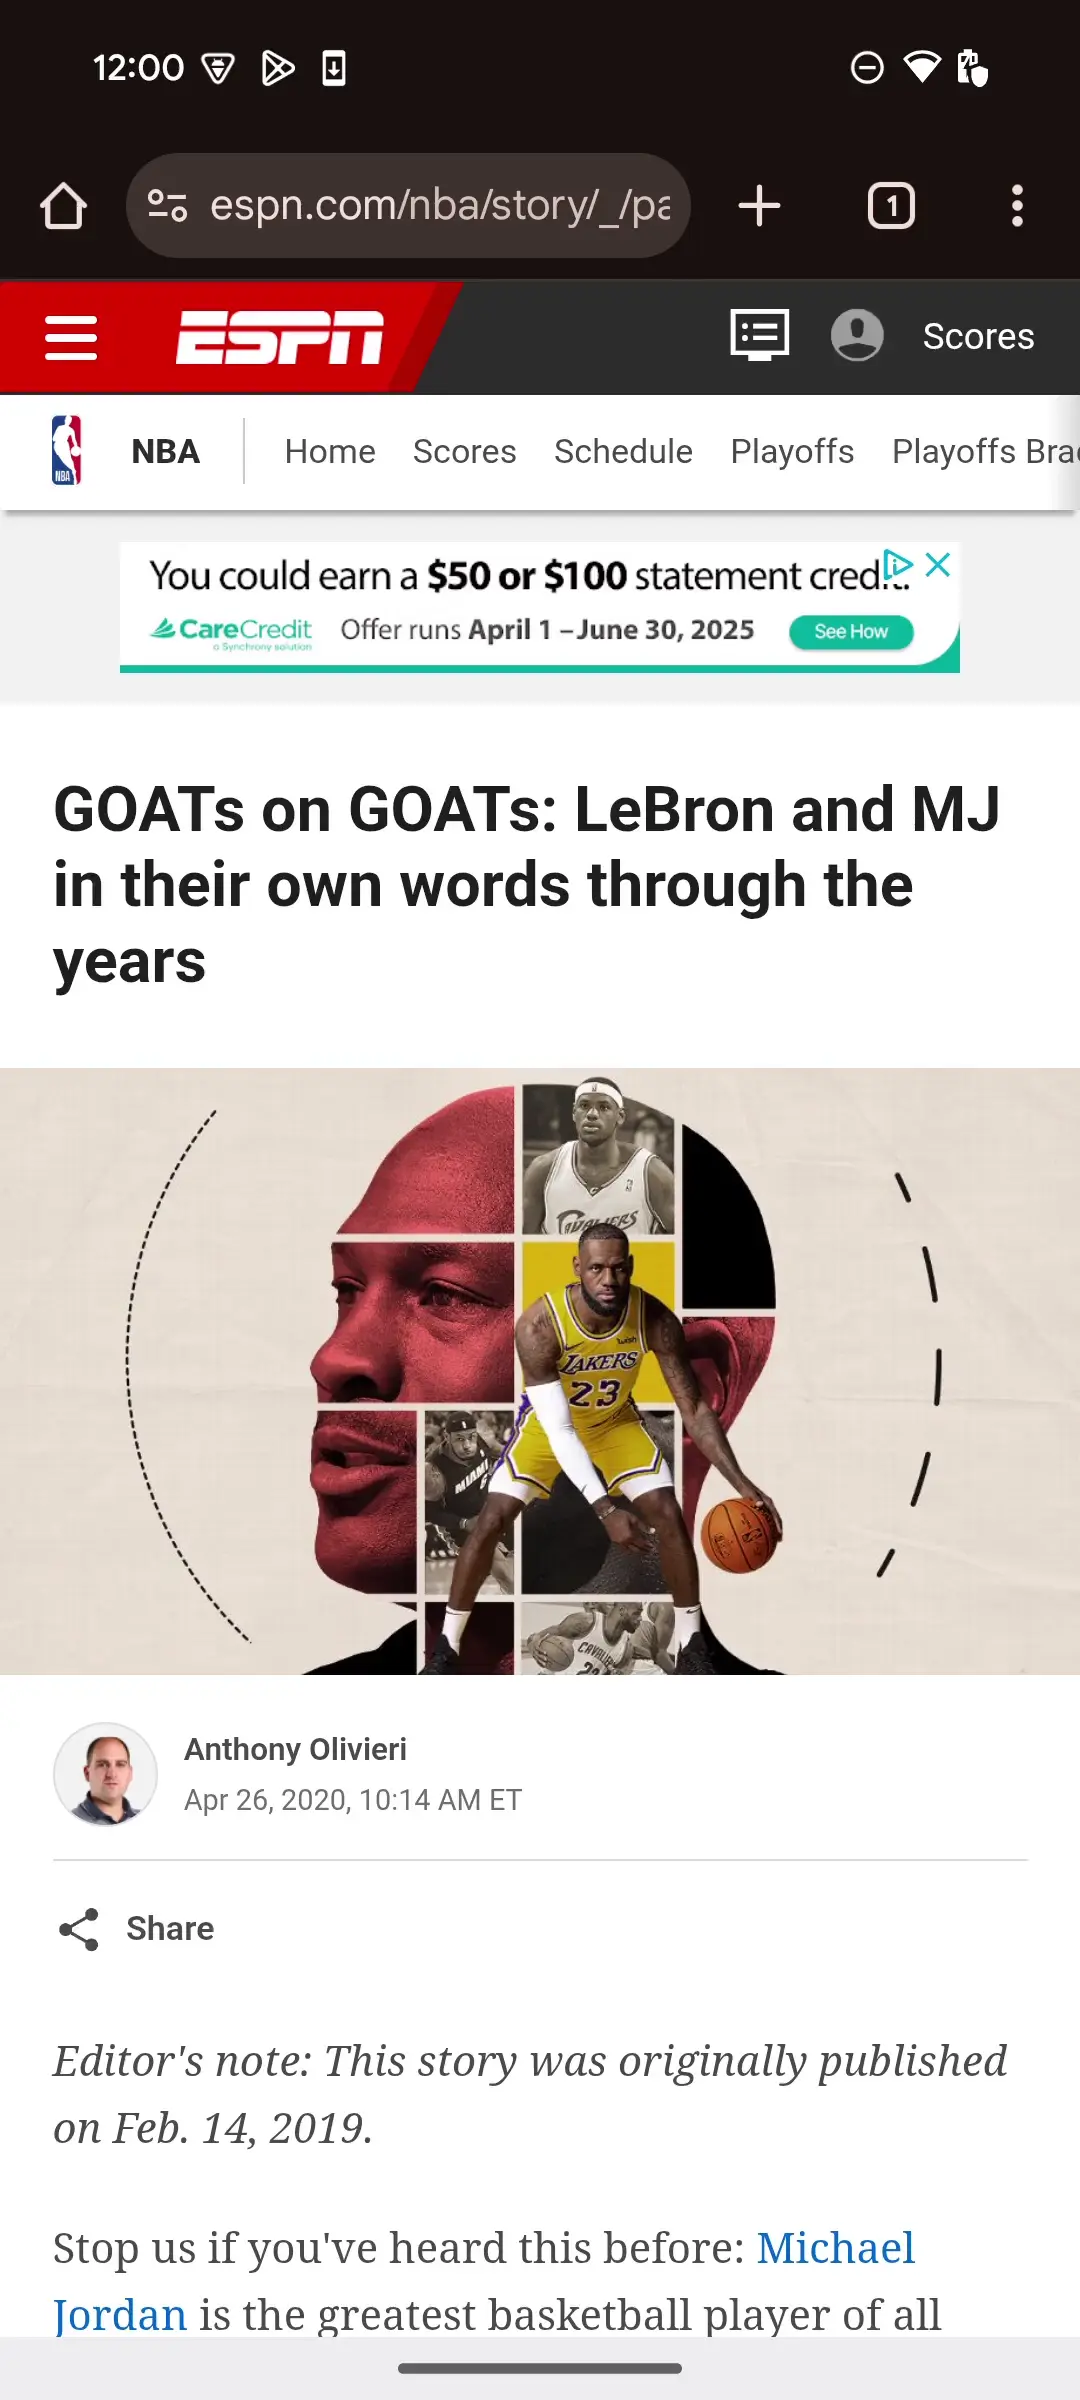 12:00
espn.com/nba/story/_/pa
1
ESPN
Scores
NBA
NBA
Home
Scores
Schedule
Playoffs
Playoffs Bra
You could earn a $50 or $100 statement cred
CareCredit
a Synchrony solution
Offer runs April 1 – June 30, 2025
See How
GOATs on GOATs: LeBron and MJ
in their own words through the
years
CAVALIERS
wish
LAKERS
23
MIAMI
CAVALIE
Anthony Olivieri
Apr 26, 2020, 10:14 AM ET
Share
Editor's note: This story was originally published
on Feb. 14, 2019.
Stop us if you've heard this before: Michael
Jordan is the greatest basketball player of all